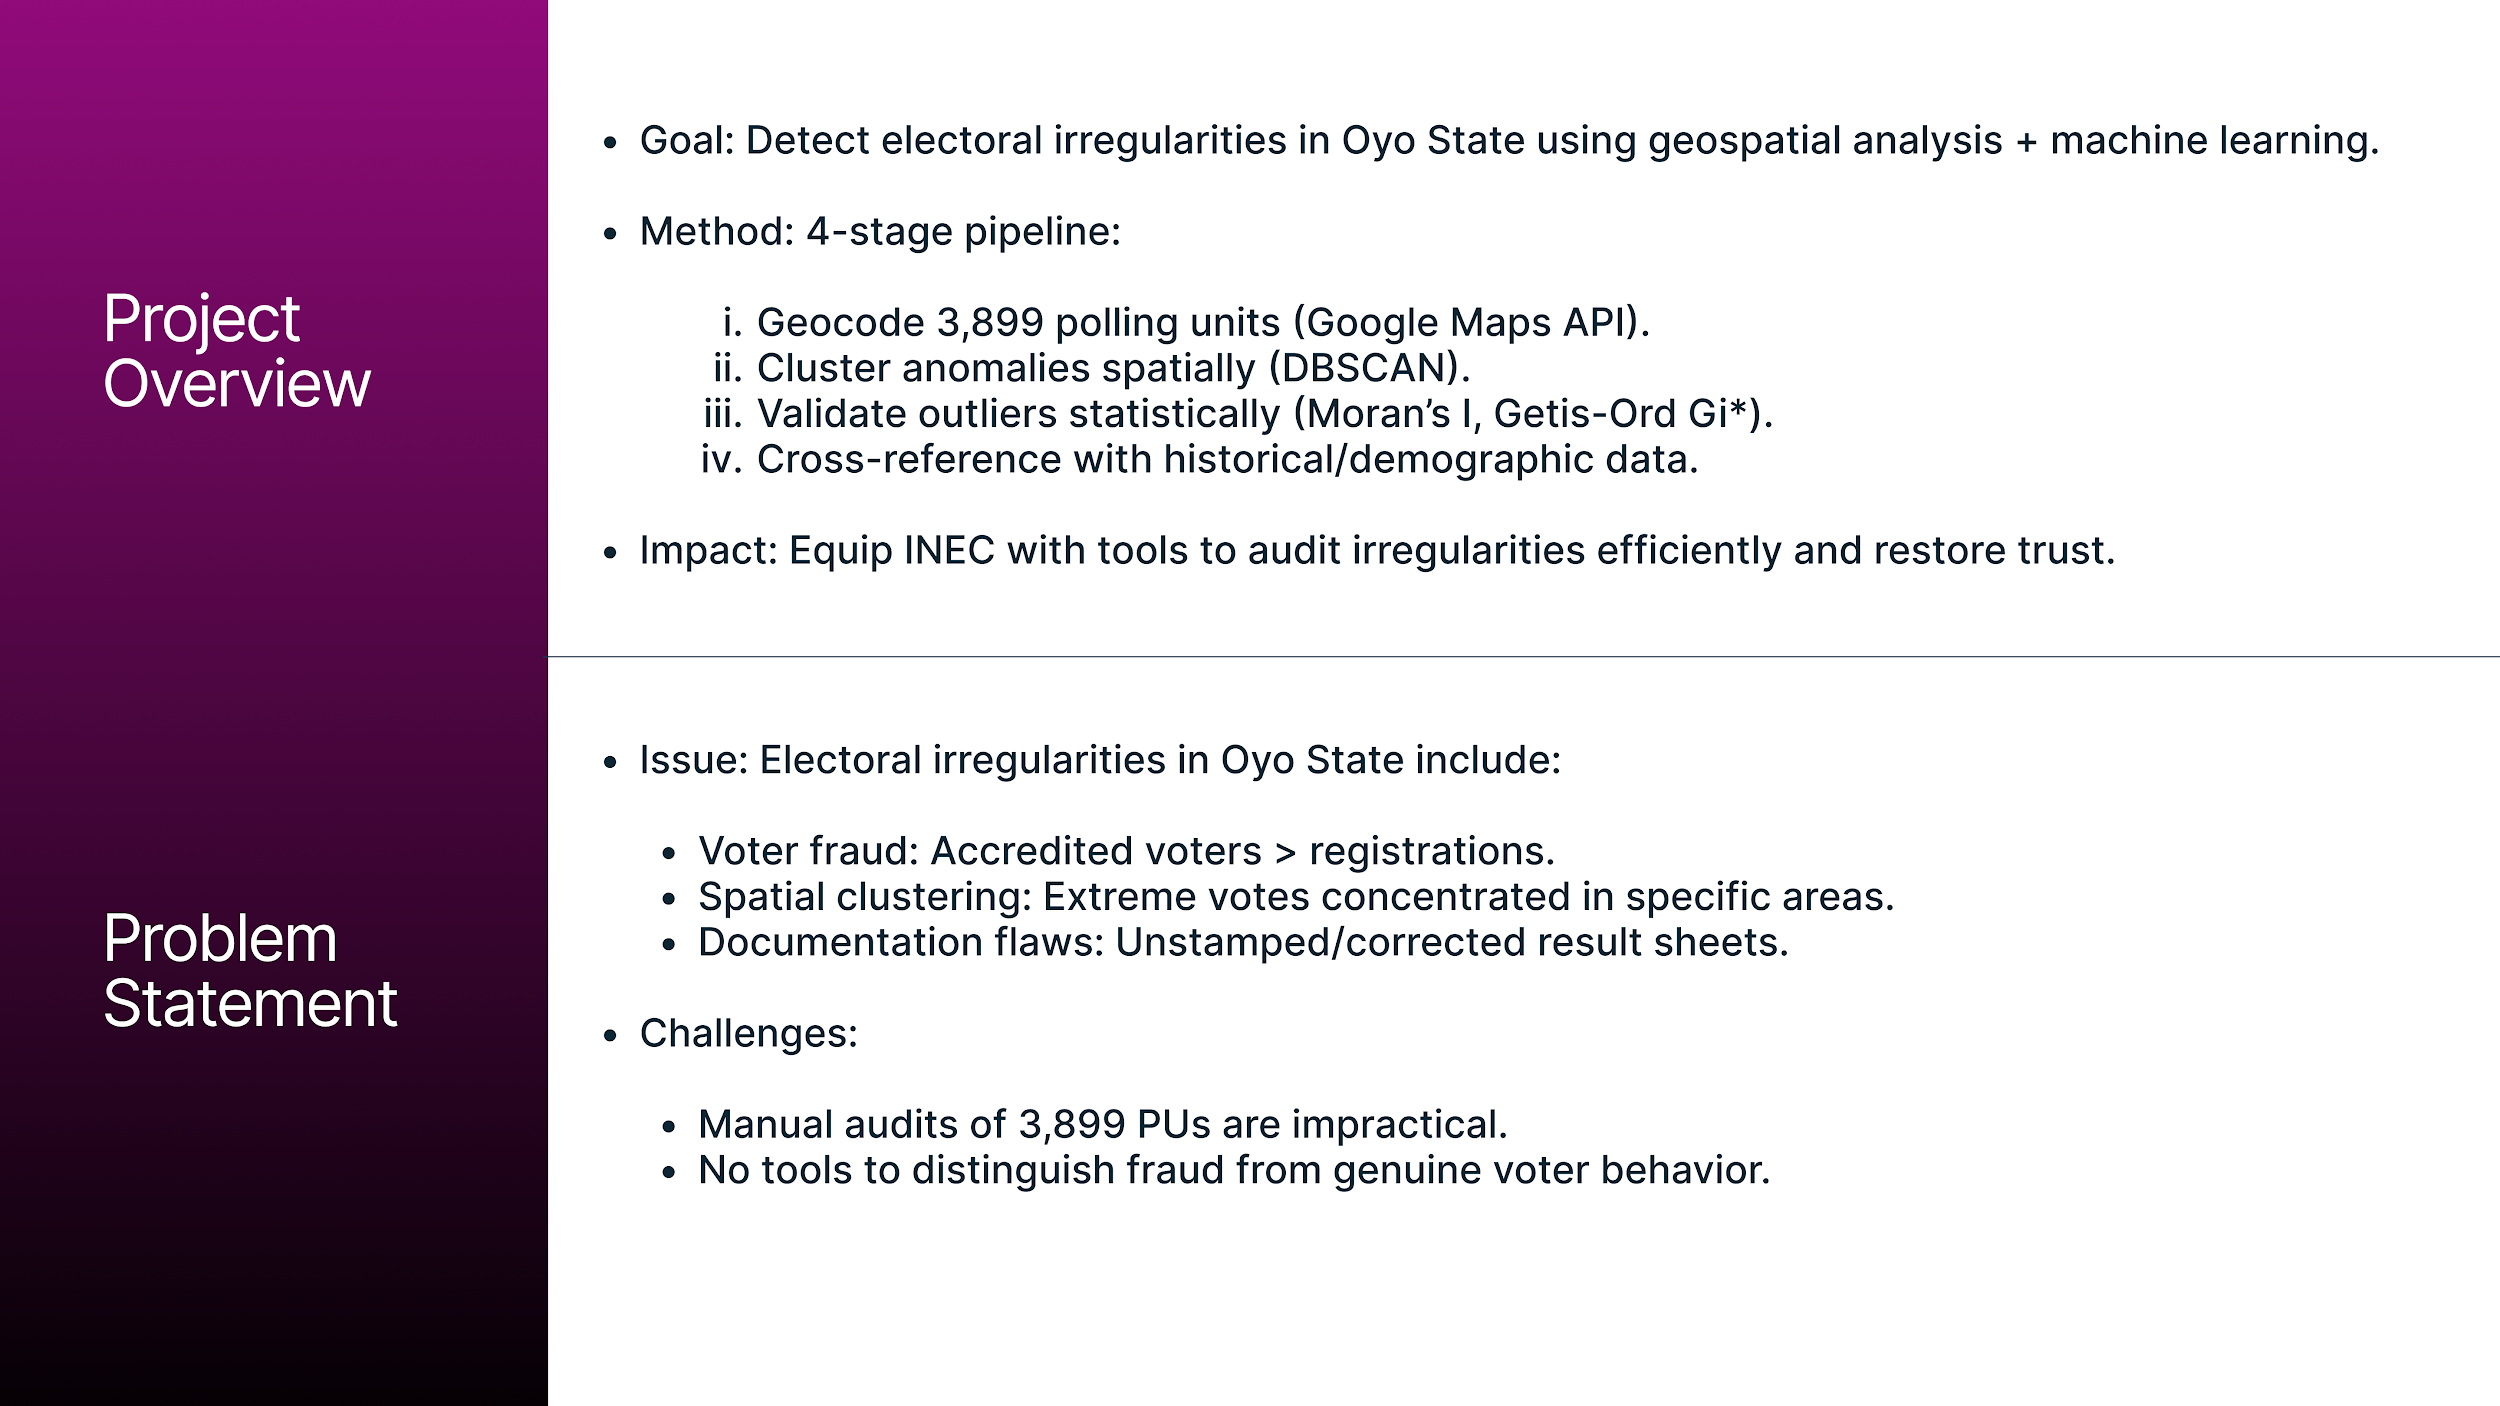 Project
Overview
• Goal: Detect electoral irregularities in Oyo State using geospatial analysis + machine learning.
• Method: 4-stage pipeline:
i. Geocode 3,899 polling units (Google Maps API).
ii. Cluster anomalies spatially (DBSCAN).
iii. Validate outliers statistically (Moran’s I, Getis-Ord Gi*).
iv. Cross-reference with historical/demographic data.
• Impact: Equip INEC with tools to audit irregularities efficiently and restore trust.
Problem
Statement
• Issue: Electoral irregularities in Oyo State include:
• Voter fraud: Accredited voters > registrations.
• Spatial clustering: Extreme votes concentrated in specific areas.
• Documentation flaws: Unstamped/corrected result sheets.
• Challenges:
• Manual audits of 3,899 PUs are impractical.
• No tools to distinguish fraud from genuine voter behavior.